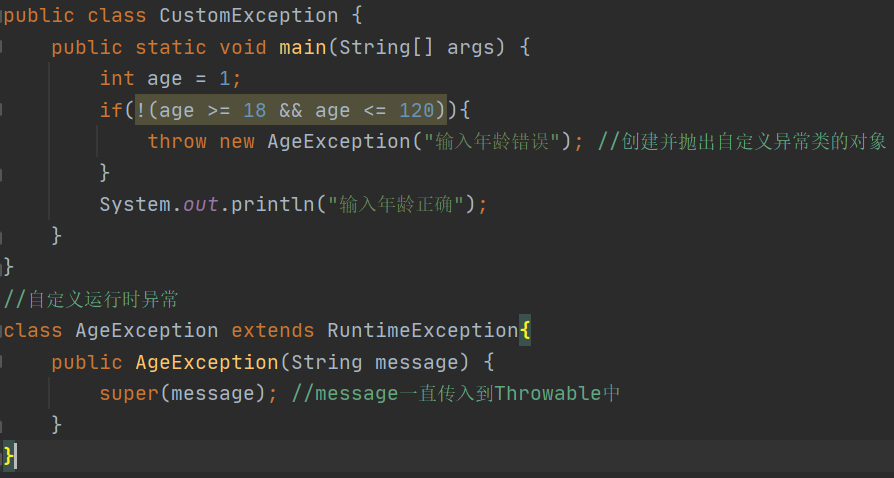 public class CustomException {
    public static void main(String[] args) {
        int age = 1;
        if(!(age >= 18 && age <= 120)){
            throw new AgeException("输入年龄错误"); //创建并抛出自定义异常类的对象
        }
        System.out.println("输入年龄正确");
    }
}
//自定义运行时异常
class AgeException extends RuntimeException{
    public AgeException(String message) {
        super(message); //message一直传入到Throwable中
    }
}